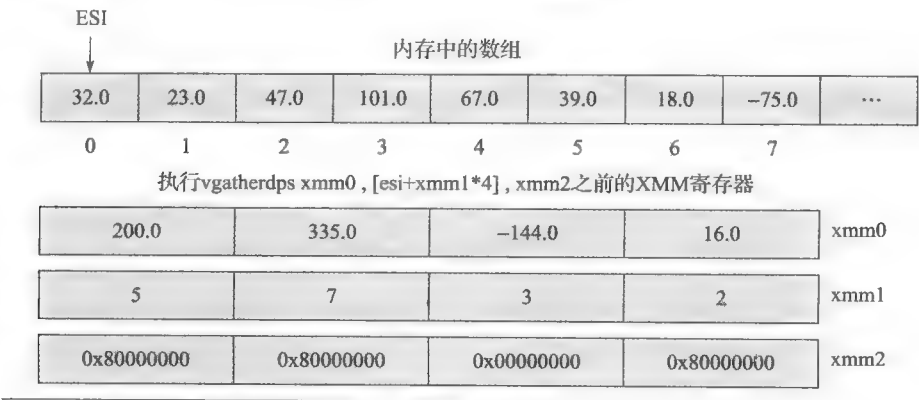 ESI
内存中的数组
32.0 23.0 47.0 101.0 67.0 39.0 18.0 −75.0 …
0 1 2 3 4 5 6 7
执行vgatherdps xmm0 , [esi+xmm1*4] , xmm2之前的XMM寄存器
200.0 335.0 −144.0 16.0 xmm0
5 7 3 2 xmm1
0x80000000 0x80000000 0x00000000 0x80000000 xmm2